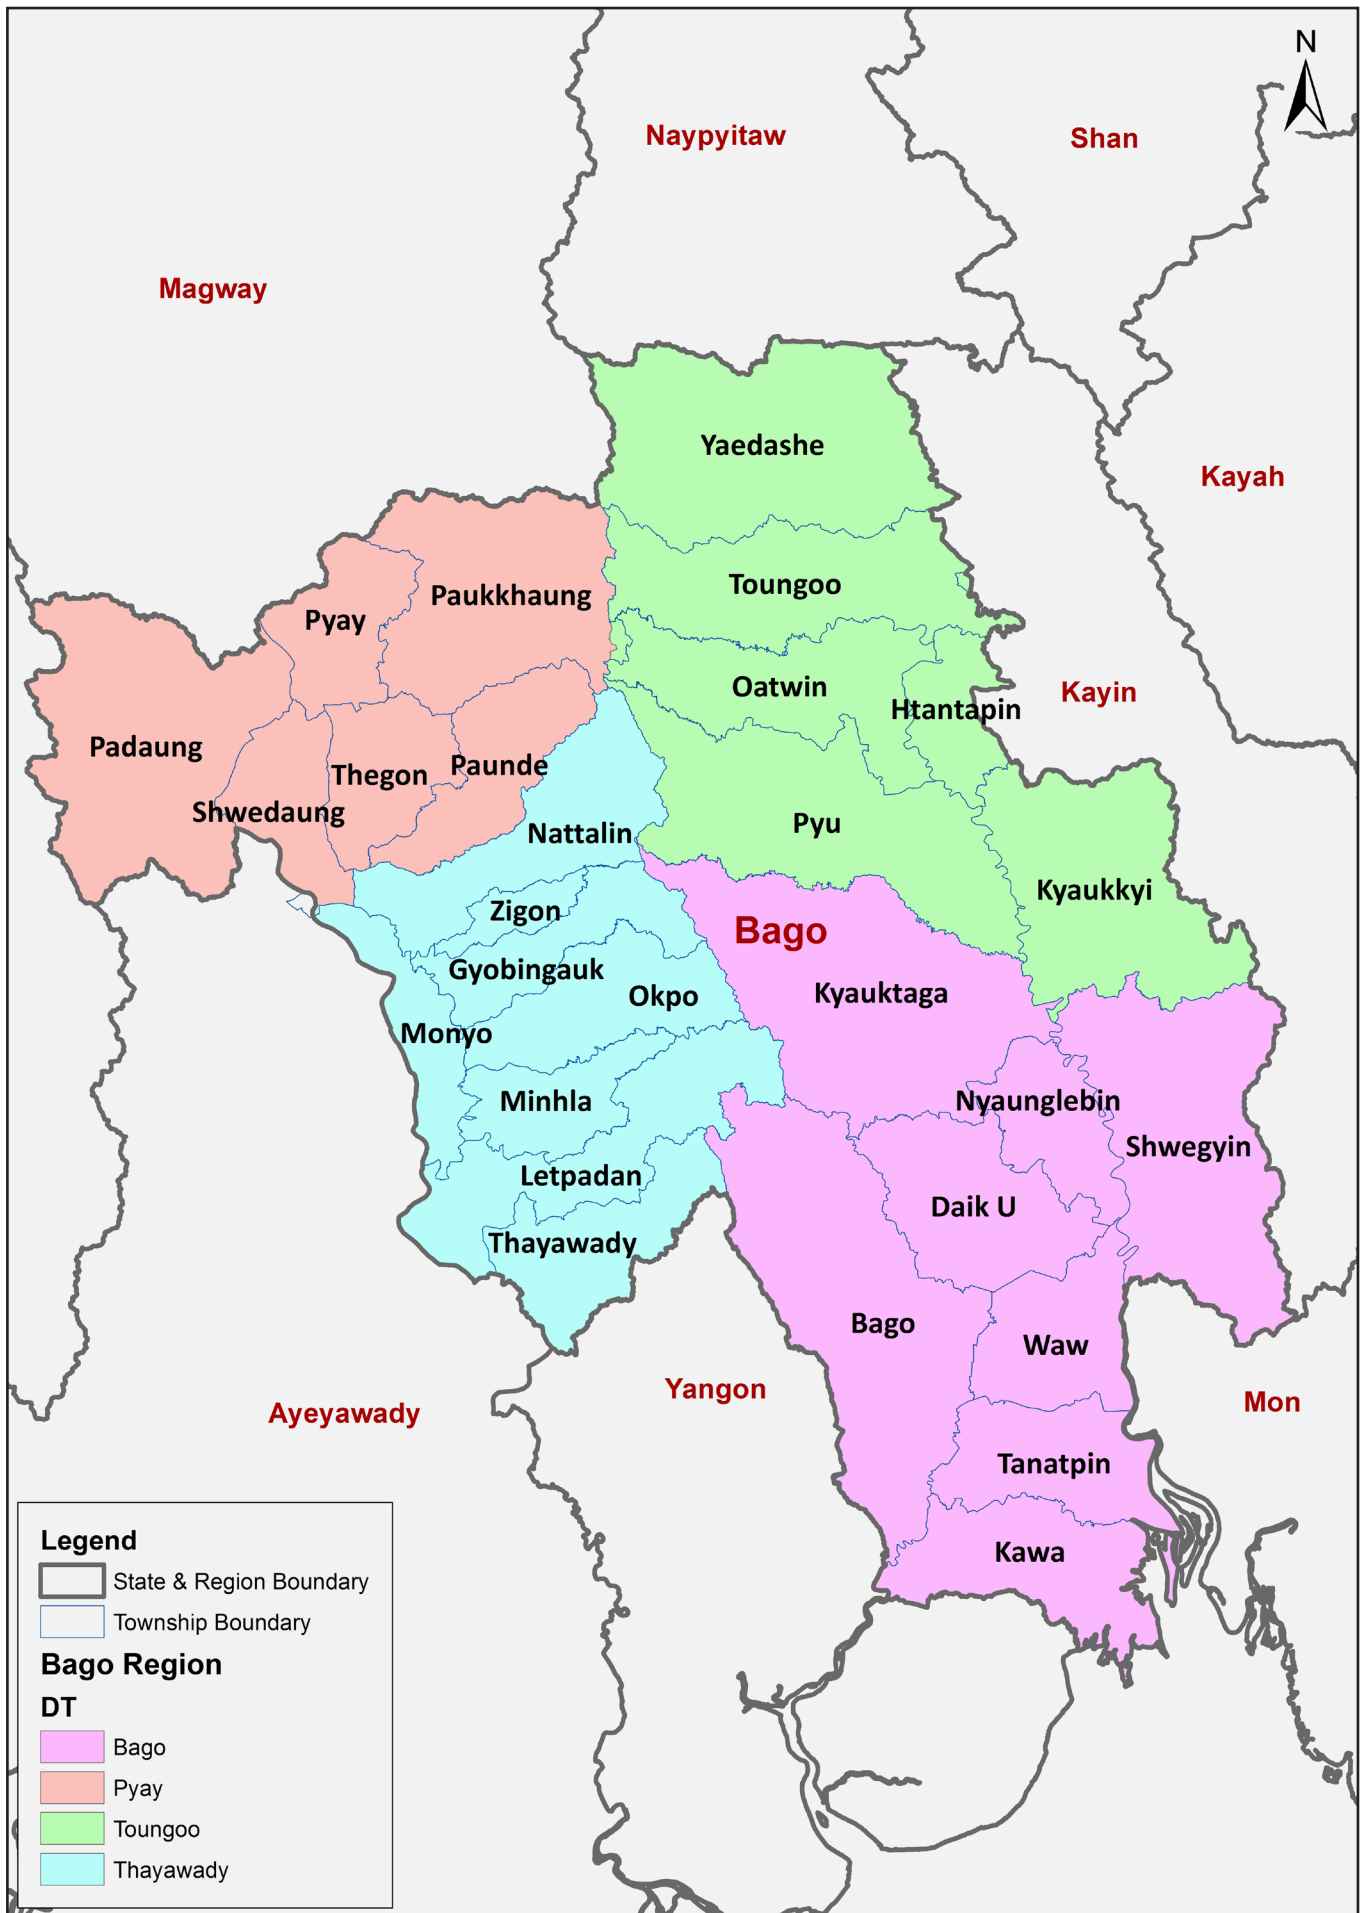 N
Naypyitaw
Shan
Magway
Yaedashe
Kayah
Toungoo
Paukkhaung
Pyay
Oatwin
Kayin
Htantapin
Padaung
Paunde
Thegon
Shwedaung
Pyu
Nattalin
Kyaukkyi
Zigon
Bago
Gyobingauk
Kyauktaga
Okpo
Monyo
Minhla
Nyaunglebin
Shwegyin
Letpadan
Daik U
Thayawady
Bago
Waw
Yangon
Mon
Ayeyawady
Tanatpin
Kawa
Legend
State & Region Boundary
Township Boundary
Bago Region
DT
Bago
Pyay
Toungoo
Thayawady